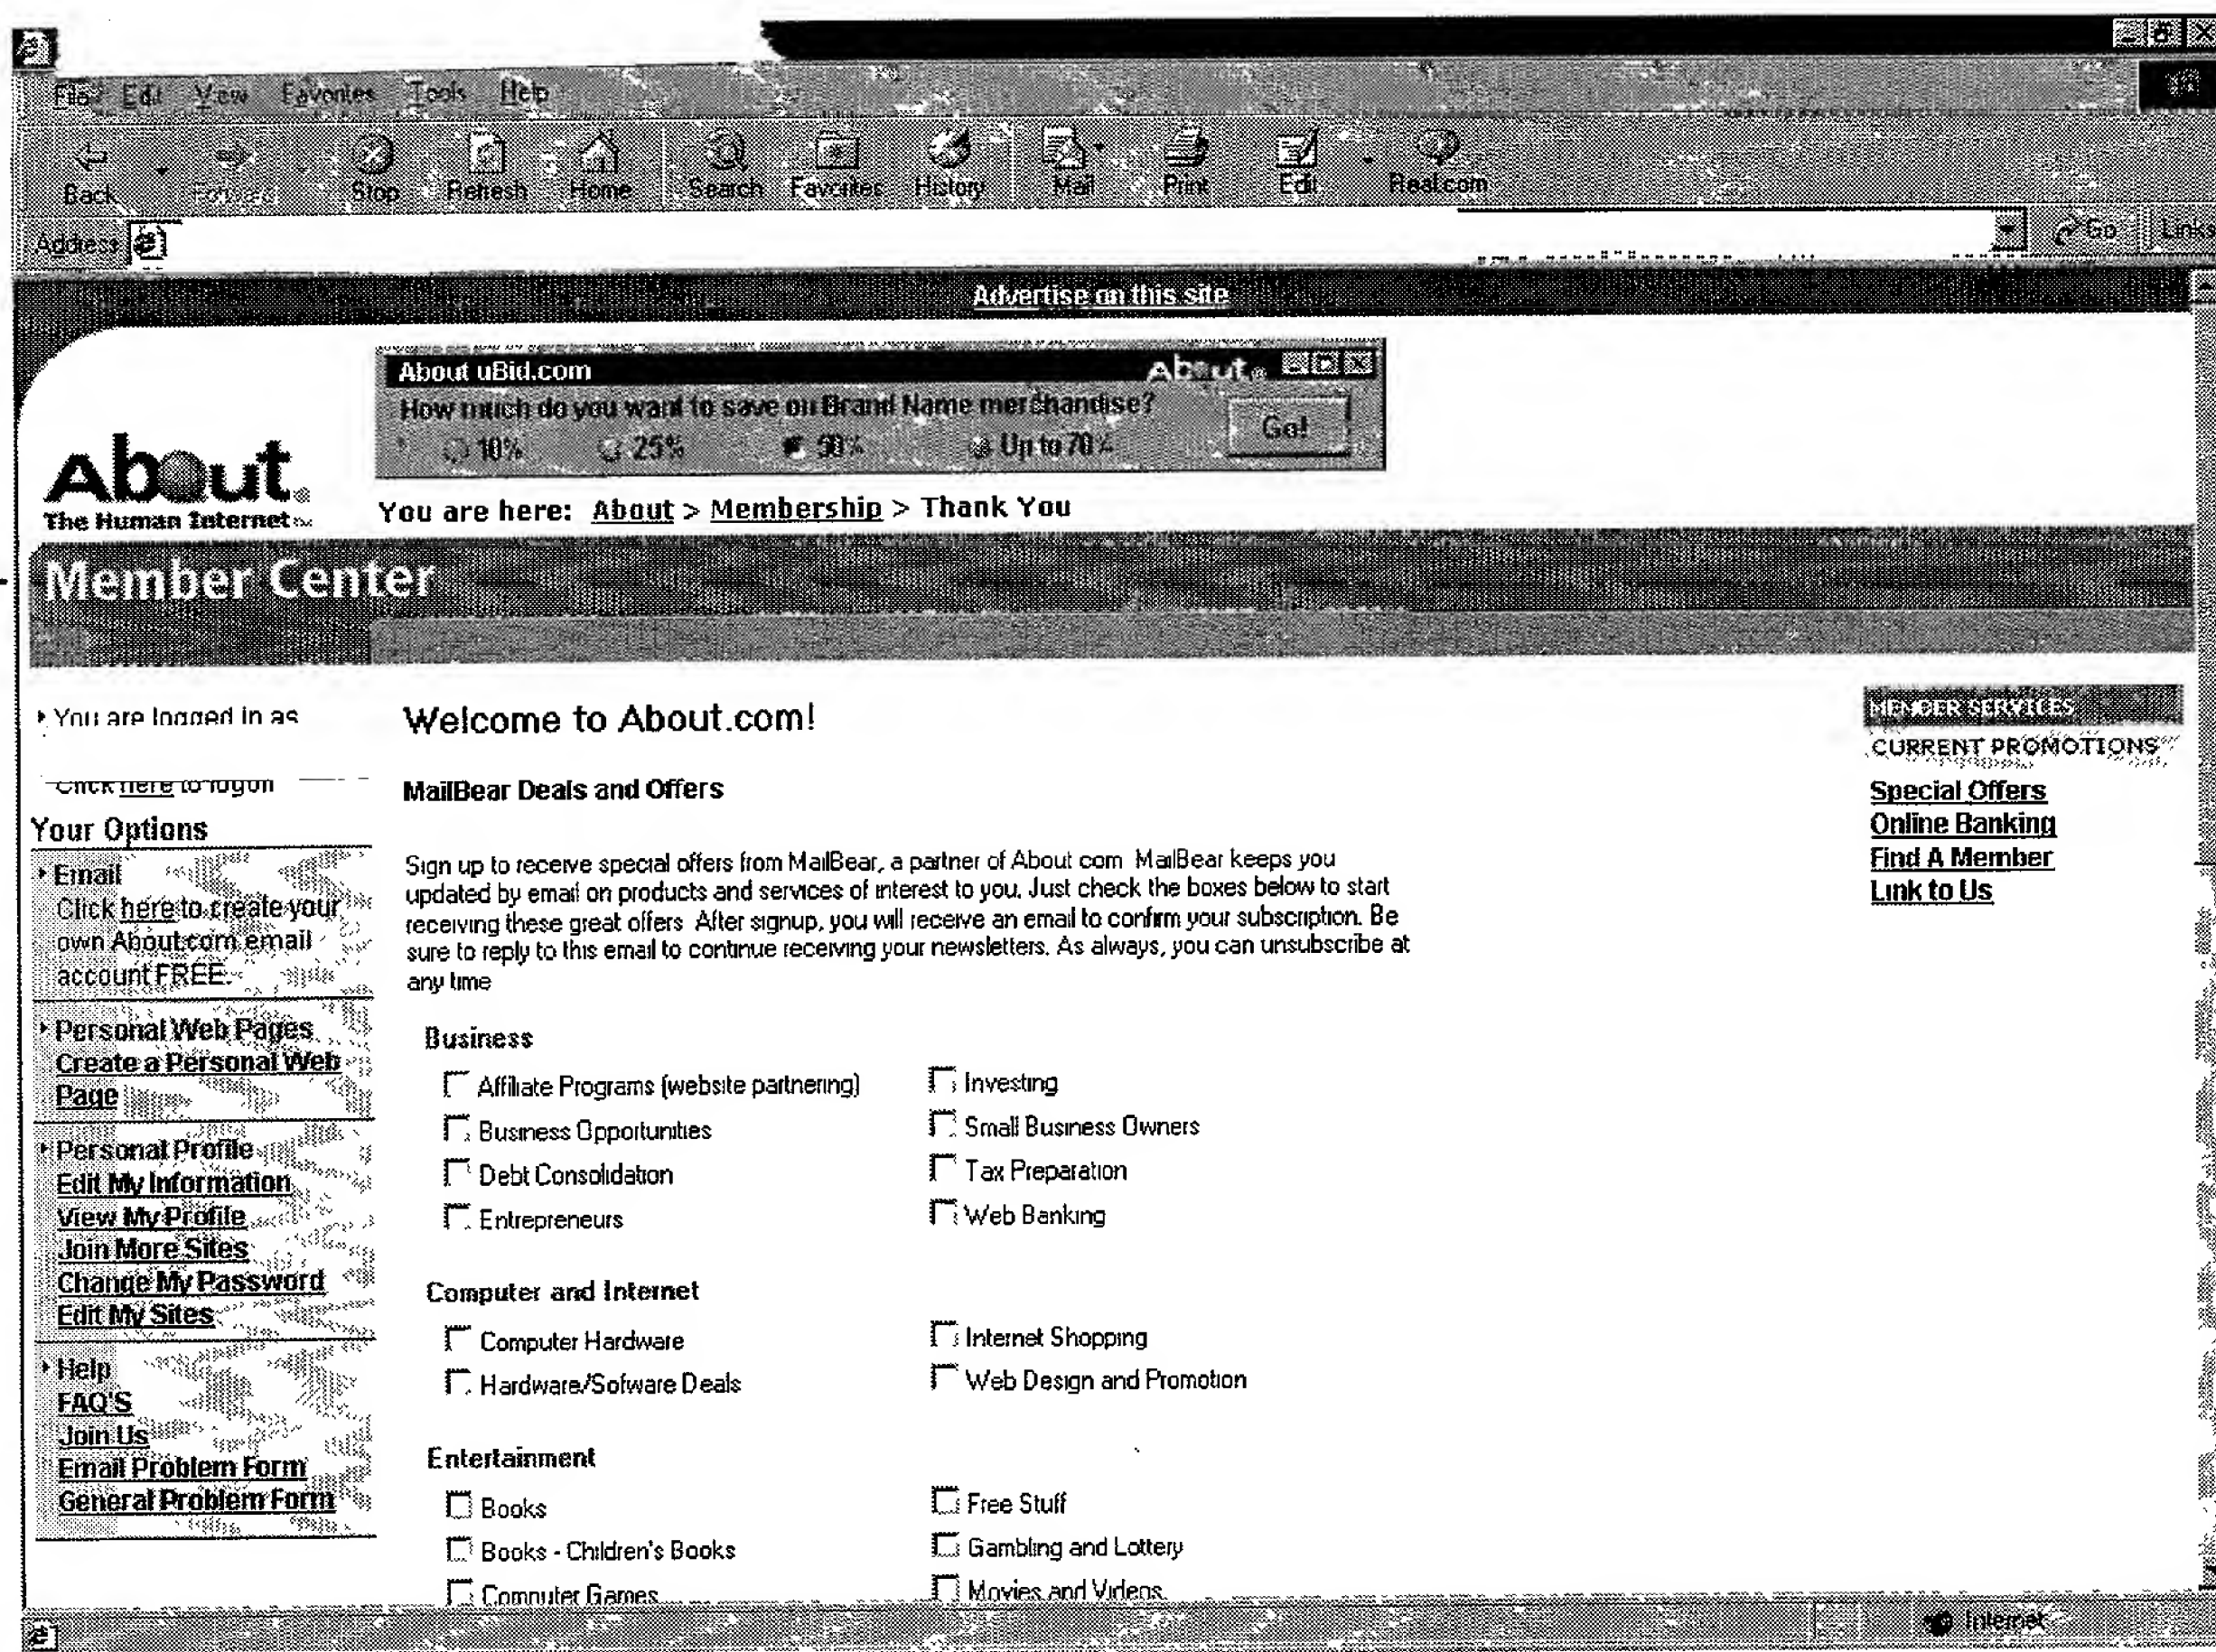 File Edit View Favorites Tools Help
Back Forward Stop Refresh Home Search Favorites History Mail Print Edit Real.com
Address Go Links
Advertise on this site
About uBid.com About
How much do you want to save on Brand Name merchandise?
10% 25% 50% Up to 70% Go!
About
The Human Internet
You are here: About > Membership > Thank You
Member Center
You are logged in as
Click here to logon
Your Options
Email
Click here to create your
own About.com email
account FREE.
Personal Web Pages
Create a Personal Web
Page
Personal Profile
Edit My Information
View My Profile
Join More Sites
Change My Password
Edit My Sites
Help
FAQ'S
Join Us
Email Problem Form
General Problem Form
Welcome to About.com!
MailBear Deals and Offers
Sign up to receive special offers from MailBear, a partner of About com MailBear keeps you
updated by email on products and services of interest to you. Just check the boxes below to start
receiving these great offers After signup, you will receive an email to confirm your subscription. Be
sure to reply to this email to continue receiving your newsletters. As always, you can unsubscribe at
any time
Business
Affiliate Programs (website partnering) Investing
Business Opportunities Small Business Owners
Debt Consolidation Tax Preparation
Entrepreneurs Web Banking
Computer and Internet
Computer Hardware Internet Shopping
Hardware/Sofware Deals Web Design and Promotion
Entertainment
Books Free Stuff
Books - Children's Books Gambling and Lottery
Computer Games Movies and Videos
MEMBER SERVICES
CURRENT PROMOTIONS
Special Offers
Online Banking
Find A Member
Link to Us
Internet